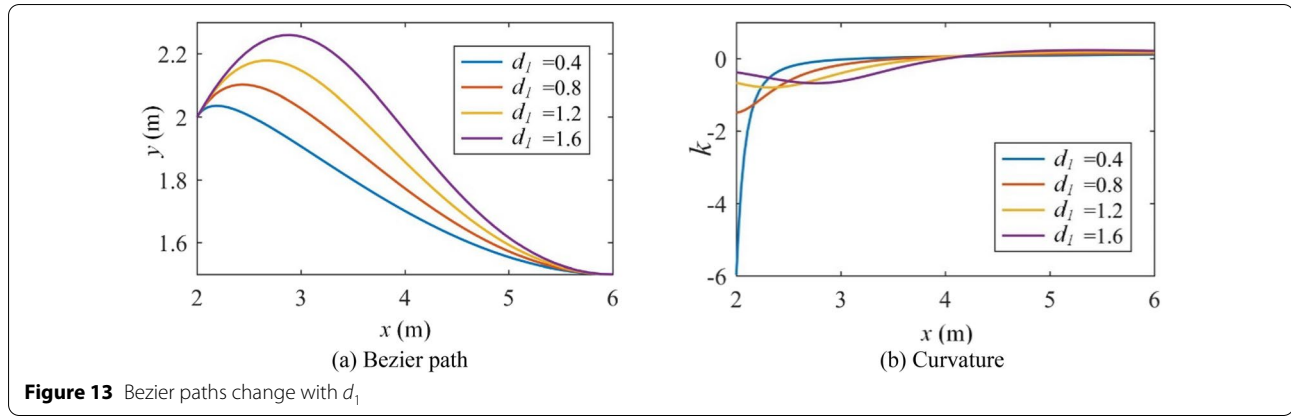 2.2
2
1.8
1.6
y (m)
d1 =0.4
d1 =0.8
d1 =1.2
d1 =1.6
2 3 4 5 6
x (m)
(a) Bezier path
0
-2
-4
-6
k
d1 =0.4
d1 =0.8
d1 =1.2
d1 =1.6
2 3 4 5 6
x (m)
(b) Curvature
Figure 13 Bezier paths change with d1